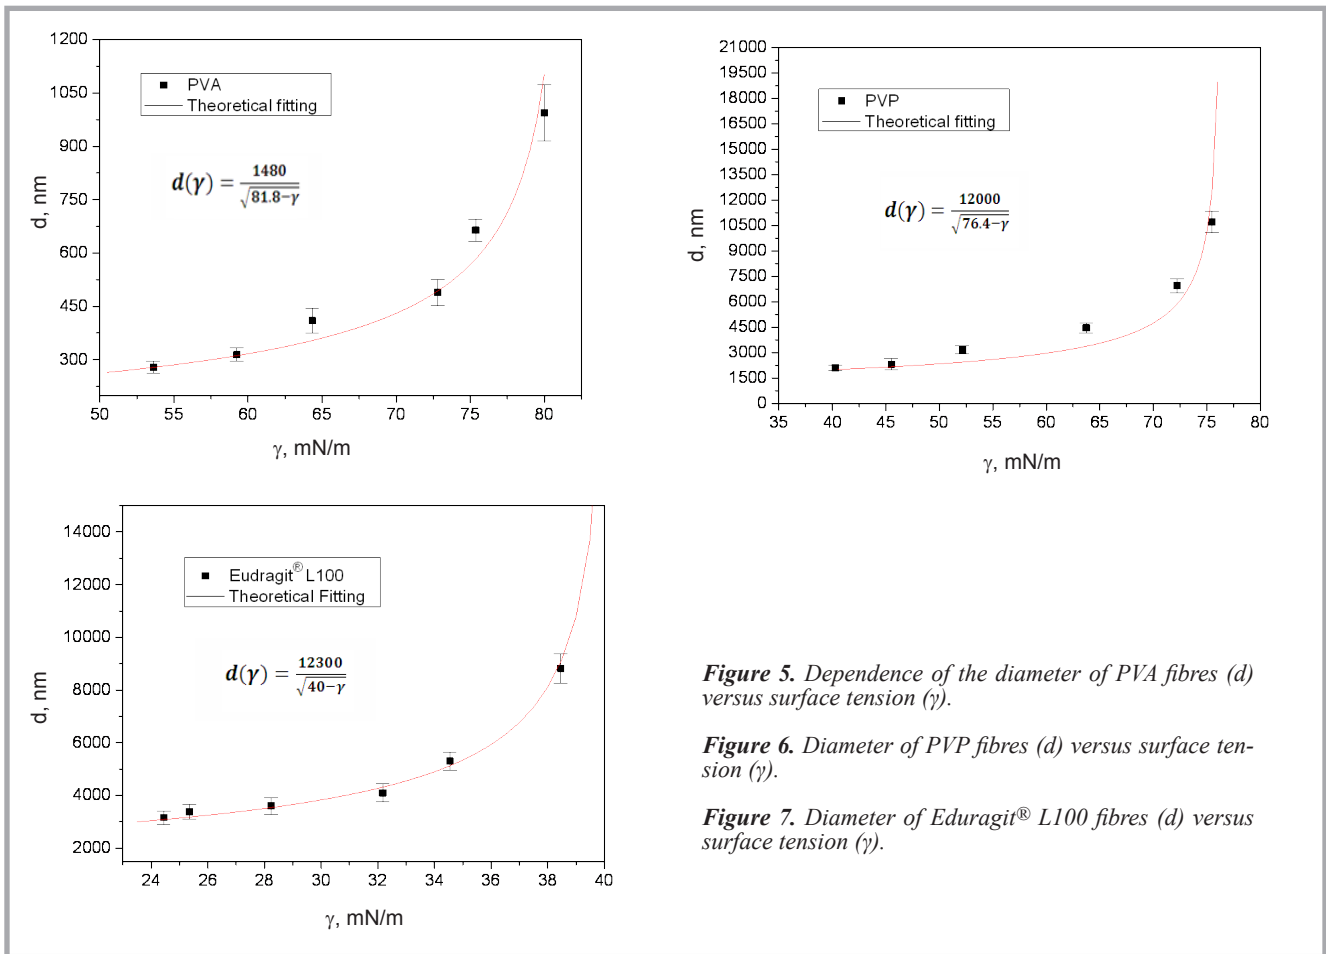 1200
1050
900
750
600
450
300
d, nm
PVA
Theoretical fitting
d(γ) = 1480/√81.8−γ
50 55 60 65 70 75 80
γ, mN/m
21000
19500
18000
16500
15000
13500
12000
10500
9000
7500
6000
4500
3000
1500
0
d, nm
PVP
Theoretical fitting
d(γ) = 12000/√76.4−γ
35 40 45 50 55 60 65 70 75 80
γ, mN/m
14000
12000
10000
8000
6000
4000
2000
d, nm
Eudragit® L100
Theoretical Fitting
d(γ) = 12300/√40−γ
24 26 28 30 32 34 36 38 40
γ, mN/m
Figure 5. Dependence of the diameter of PVA fibres (d)
versus surface tension (γ).
Figure 6. Diameter of PVP fibres (d) versus surface ten-
sion (γ).
Figure 7. Diameter of Eduragit® L100 fibres (d) versus
surface tension (γ).